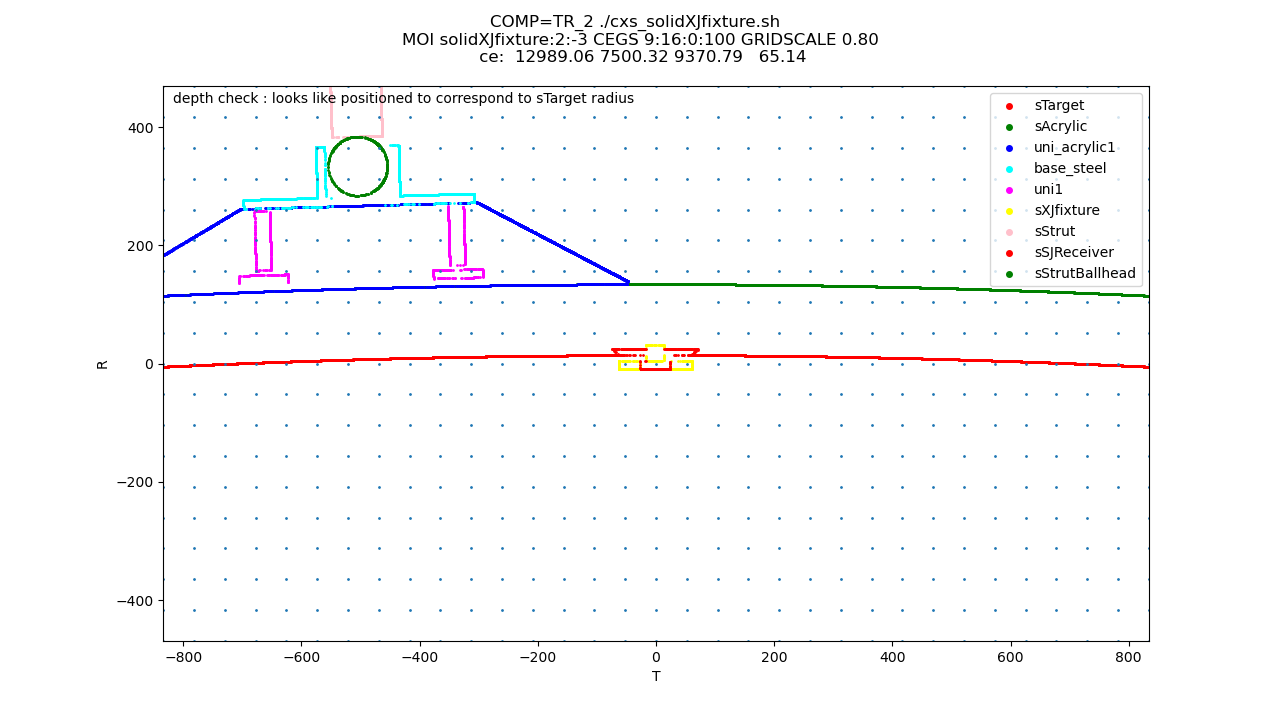 COMP=TR_2 ./cxs_solidXJfixture.sh
MOI solidXJfixture:2:-3 CEGS 9:16:0:100 GRIDSCALE 0.80
ce:  12989.06 7500.32 9370.79   65.14
depth check : looks like positioned to correspond to sTarget radius
sTarget
sAcrylic
uni_acrylic1
base_steel
uni1
sXJfixture
sStrut
sSJReceiver
sStrutBallhead
400
200
0
−200
−400
R
−800
−600
−400
−200
0
200
400
600
800
T